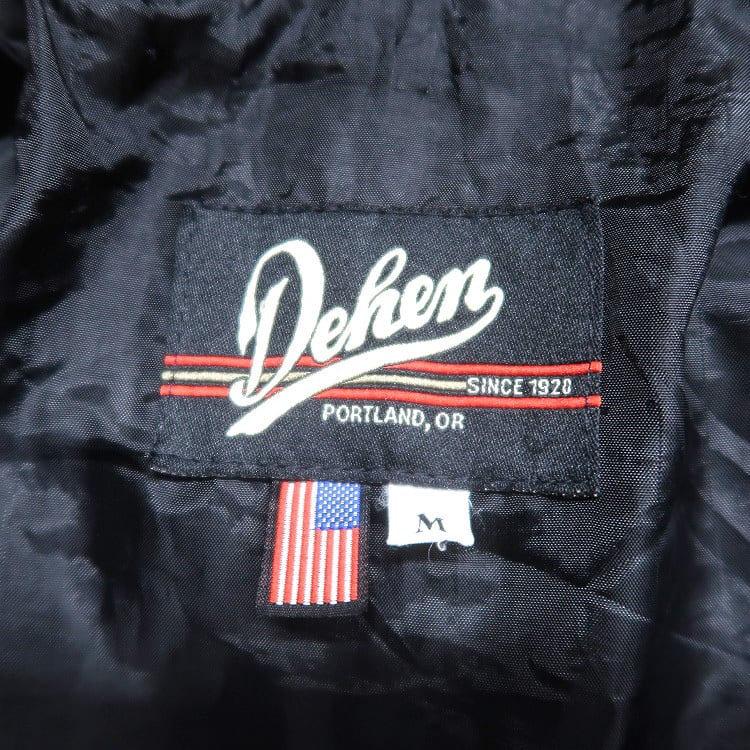 Dehen
SINCE 1920
PORTLAND, OR
M